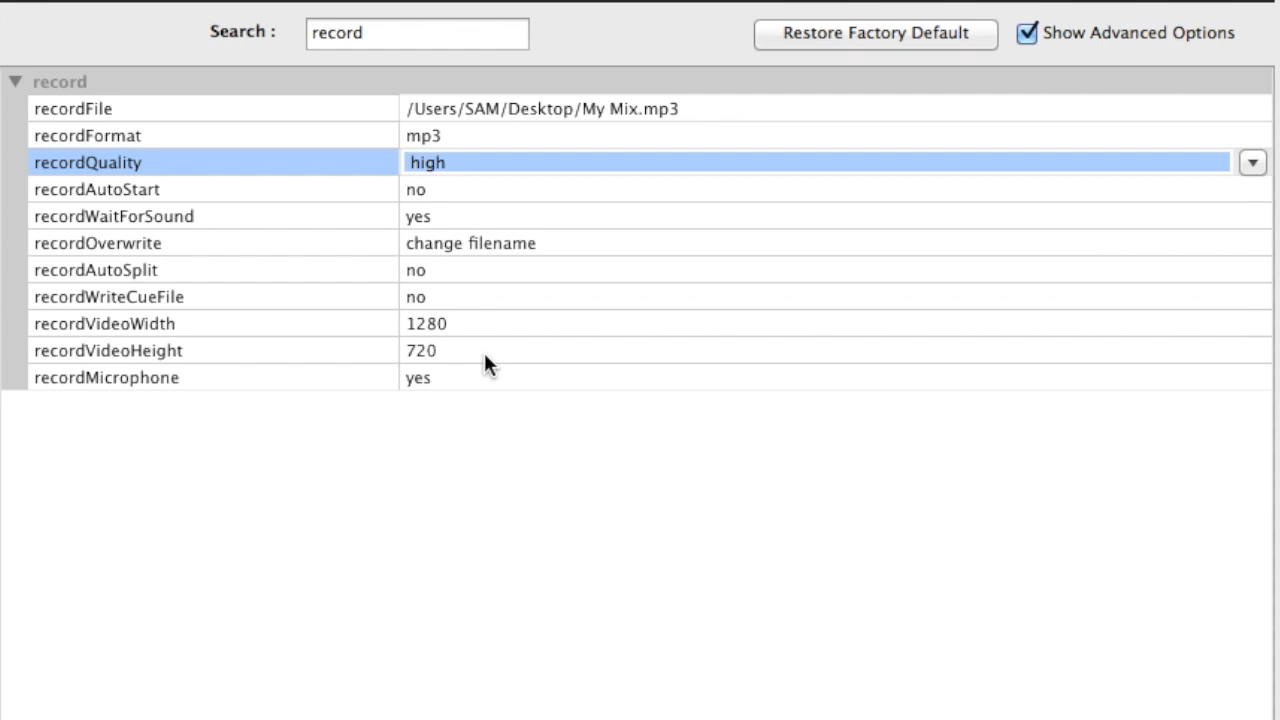 Search : record Restore Factory Default Show Advanced Options
record
recordFile /Users/SAM/Desktop/My Mix.mp3
recordFormat mp3
recordQuality high
recordAutoStart no
recordWaitForSound yes
recordOverwrite change filename
recordAutoSplit no
recordWriteCueFile no
recordVideoWidth 1280
recordVideoHeight 720
recordMicrophone yes